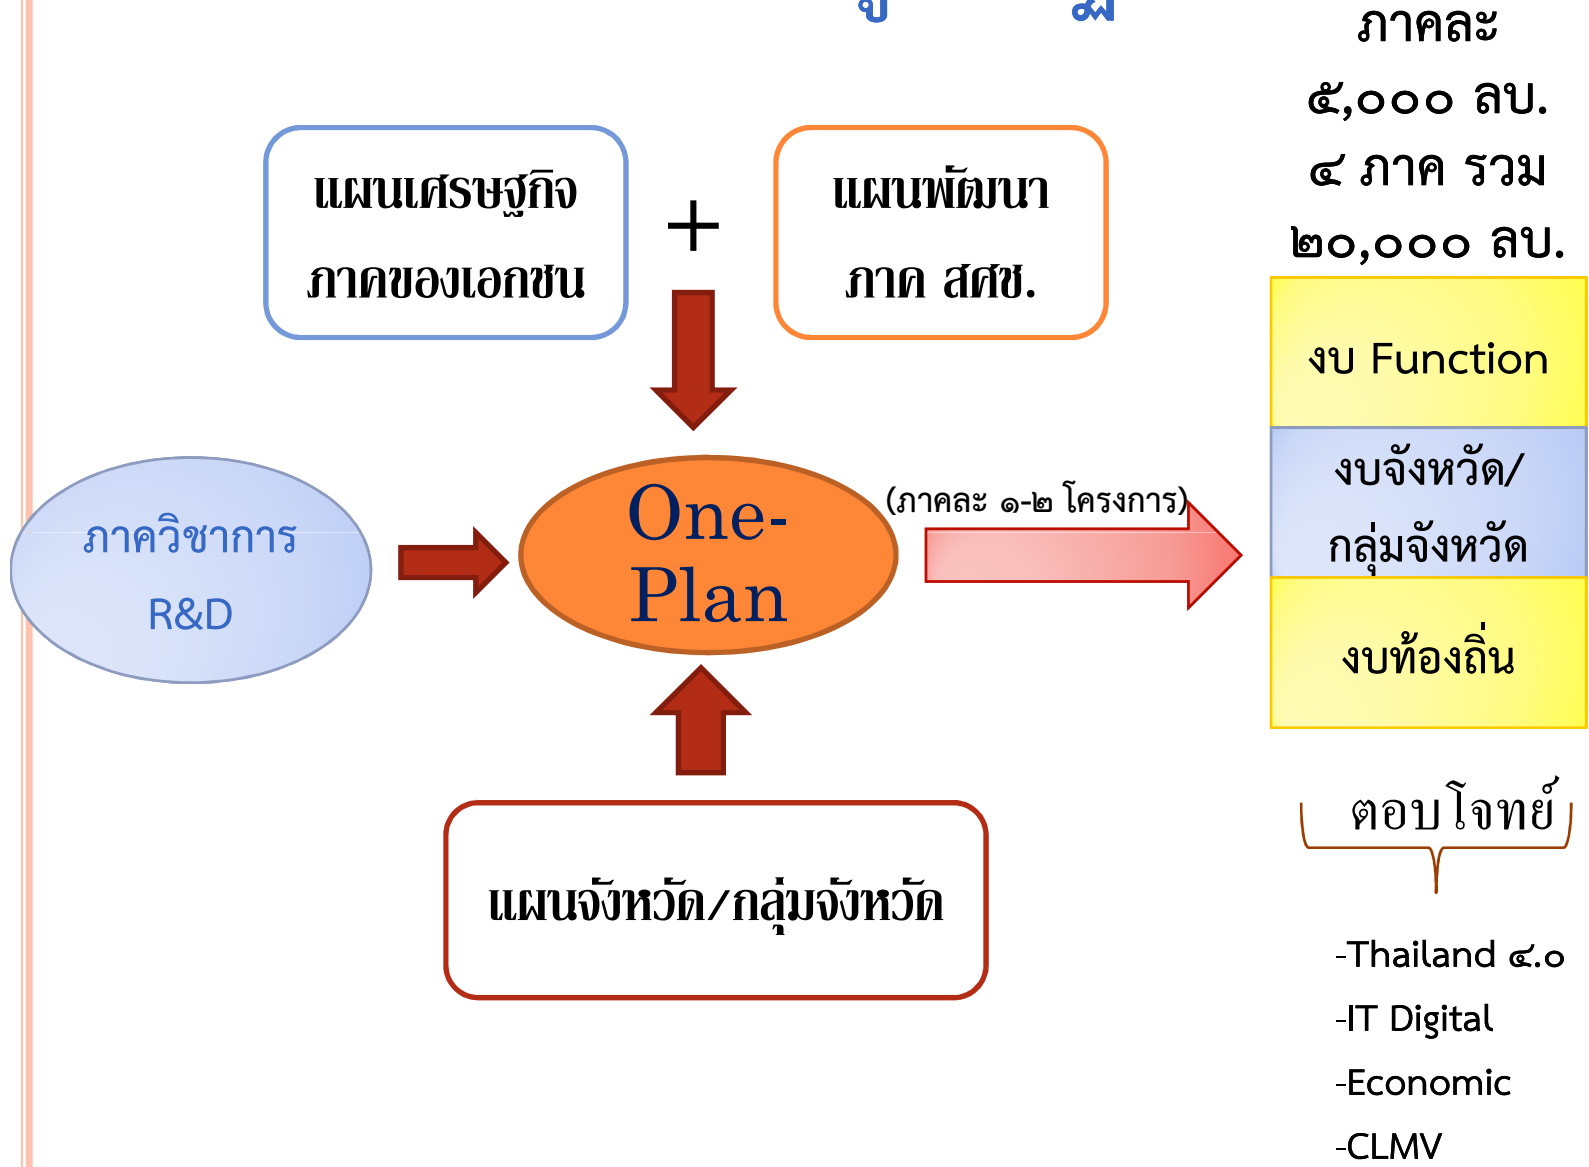 ภาคละ
๕,๐๐๐ ลบ.
๔ ภาค รวม
๒๐,๐๐๐ ลบ.
แผนเศรษฐกิจ
ภาคของเอกชน
+
แผนพัฒนา
ภาค สศช.
งบ Function
งบจังหวัด/
กลุ่มจังหวัด
งบท้องถิ่น
ภาควิชาการ
R&D
One-
Plan
(ภาคละ ๑-๒ โครงการ)
แผนจังหวัด/กลุ่มจังหวัด
ตอบโจทย์
-Thailand ๔.๐
-IT Digital
-Economic
-CLMV